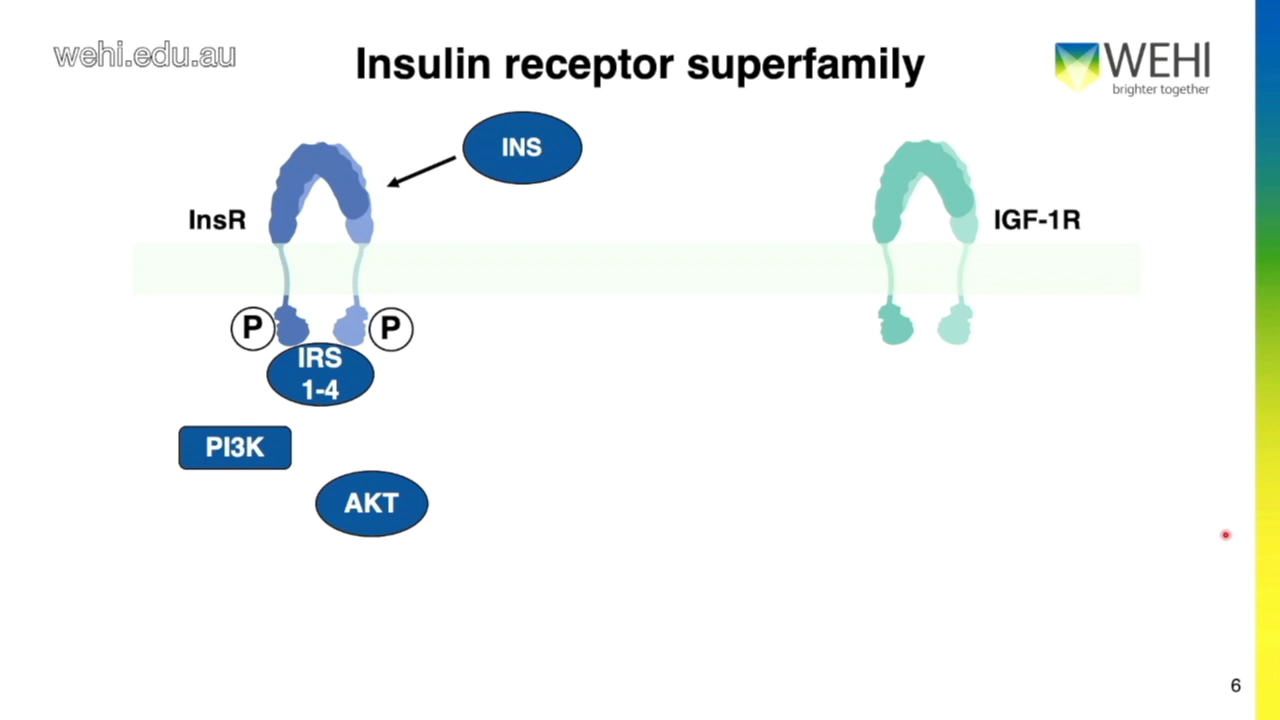 wehi.edu.au
Insulin receptor superfamily
WEHI
brighter together
INS
InsR
IGF-1R
P
P
IRS
1-4
PI3K
AKT
6